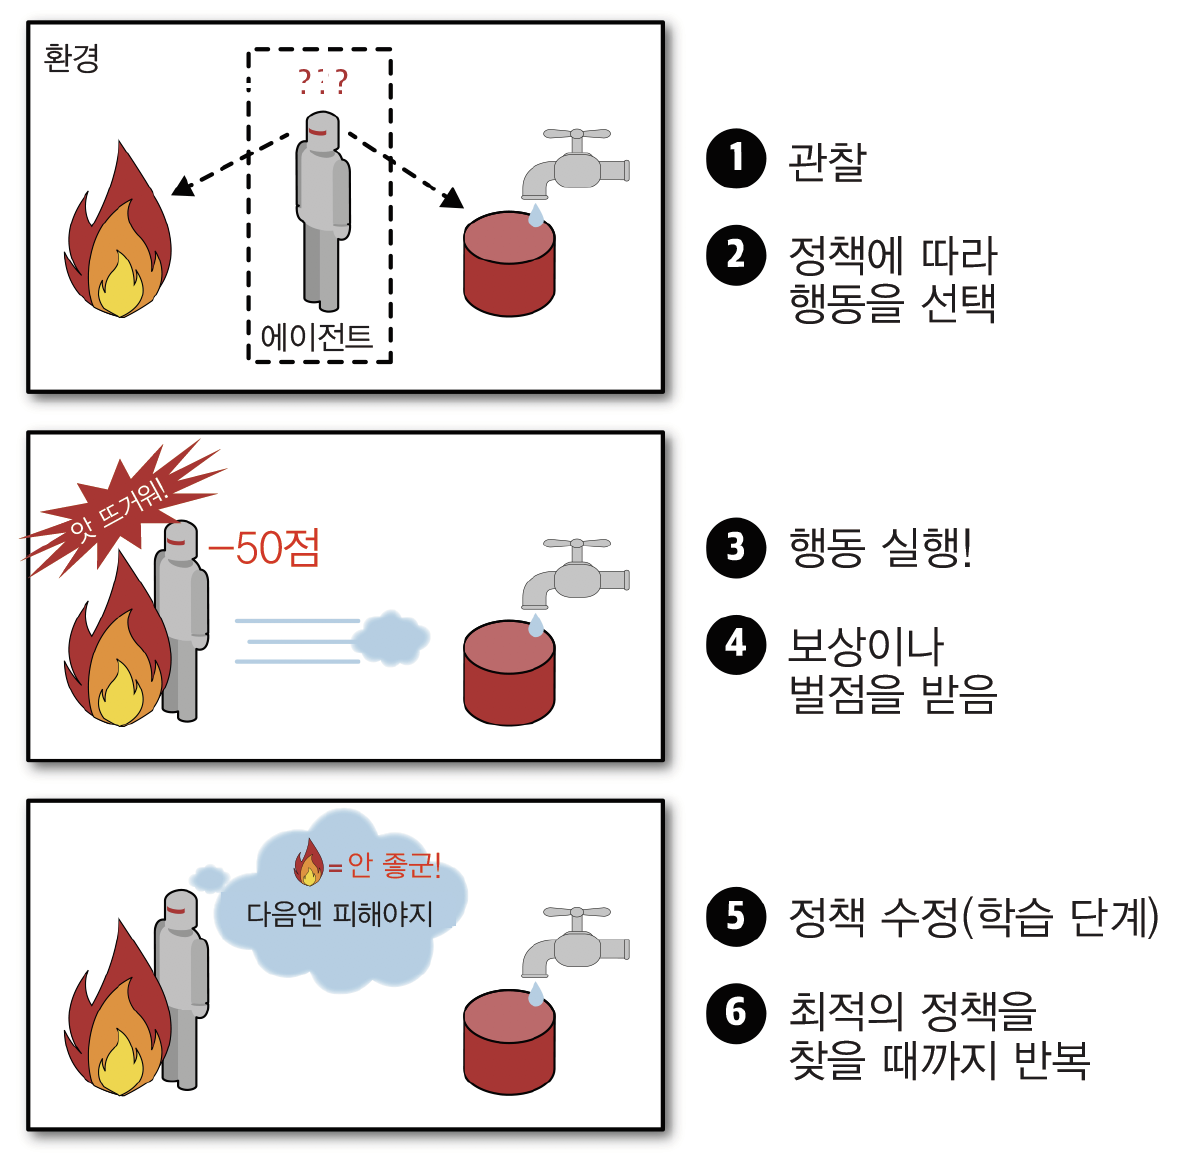 환경
???
에이전트
1 관찰
2 정책에 따라
행동을 선택
앗 뜨거워!
-50점
3 행동 실행!
4 보상이나
벌점을 받음
= 안 좋군!
다음엔 피해야지
5 정책 수정(학습 단계)
6 최적의 정책을
찾을 때까지 반복